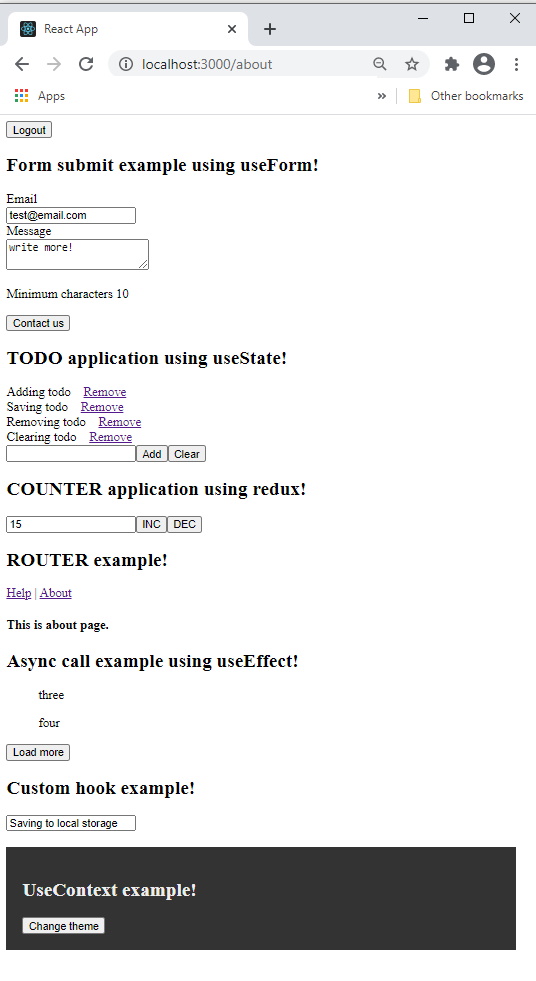 React App
localhost:3000/about
Apps
» Other bookmarks
Logout
Form submit example using useForm!
Email
test@email.com
Message
write more!
Minimum characters 10
Contact us
TODO application using useState!
Adding todo Remove
Saving todo Remove
Removing todo Remove
Clearing todo Remove
Add Clear
COUNTER application using redux!
15 INC DEC
ROUTER example!
Help | About
This is about page.
Async call example using useEffect!
three
four
Load more
Custom hook example!
Saving to local storage
UseContext example!
Change theme